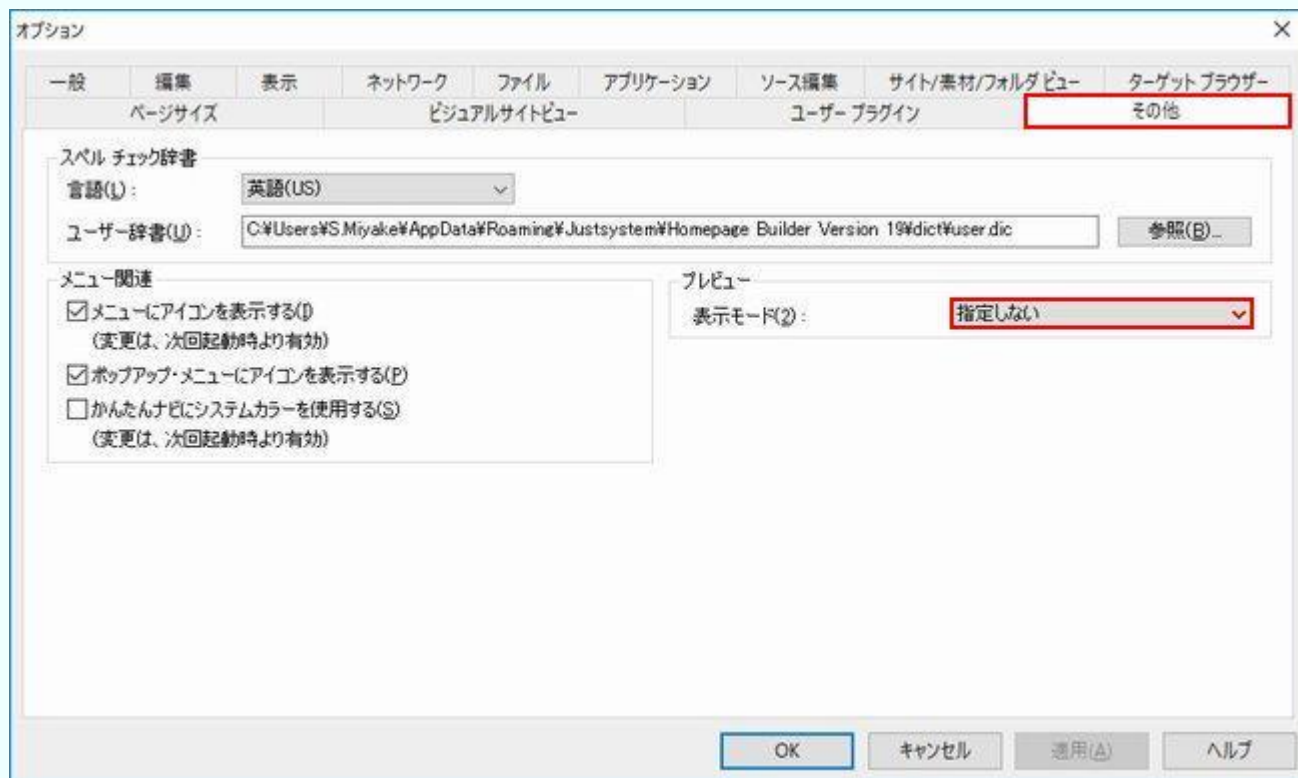 オプション
一般 編集 表示 ネットワーク ファイル アプリケーション ソース編集 サイト/素材/フォルダビュー ターゲット ブラウザー
ページサイズ ビジュアルサイトビュー ユーザー プラグイン その他
スペル チェック辞書
言語(L): 英語(US)
ユーザー辞書(U): C:¥Users¥S.Miyake¥AppData¥Roaming¥Justsystem¥Homepage Builder Version 19¥dict¥user.dic 参照(B)...
メニュー関連
メニューにアイコンを表示する(I)
(変更は、次回起動時より有効)
ポップアップ・メニューにアイコンを表示する(P)
かんたんナビにシステムカラーを使用する(S)
(変更は、次回起動時より有効)
プレビュー
表示モード(2): 指定しない
OK キャンセル 適用(A) ヘルプ